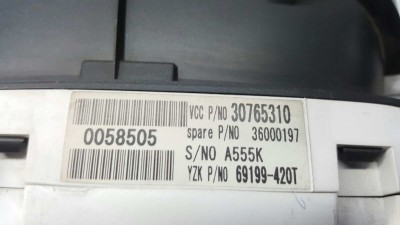 VCC P/NO 30765310
0058505 spare P/NO 36000197
S/NO A555K
YZK P/NO 69199-420T